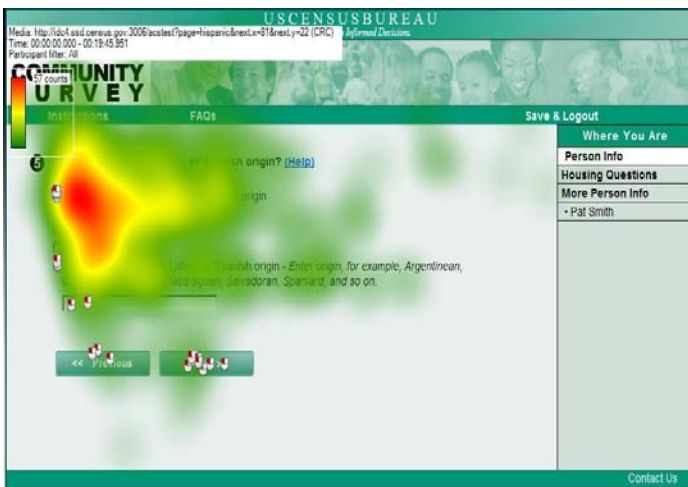 USCENSUSBUREAU
Media: http://idc4.ssd.census.gov:3006/acstest?page=hispanic&next.x=81&next.y=22 (CRC)
Informed Decisions
Time: 00:00:00.000 - 00:19:45.951
Participant filter: All
COMMUNITY
57 counts
URVEY
Instructions FAQs Save & Logout
Where You Are
5 origin? (Help)
Person Info
Housing Questions
origin
More Person Info
• Pat Smith
Spanish origin - Enter origin, for example, Argentinean,
Salvadoran, Spaniard, and so on.
<< Previous
Contact Us